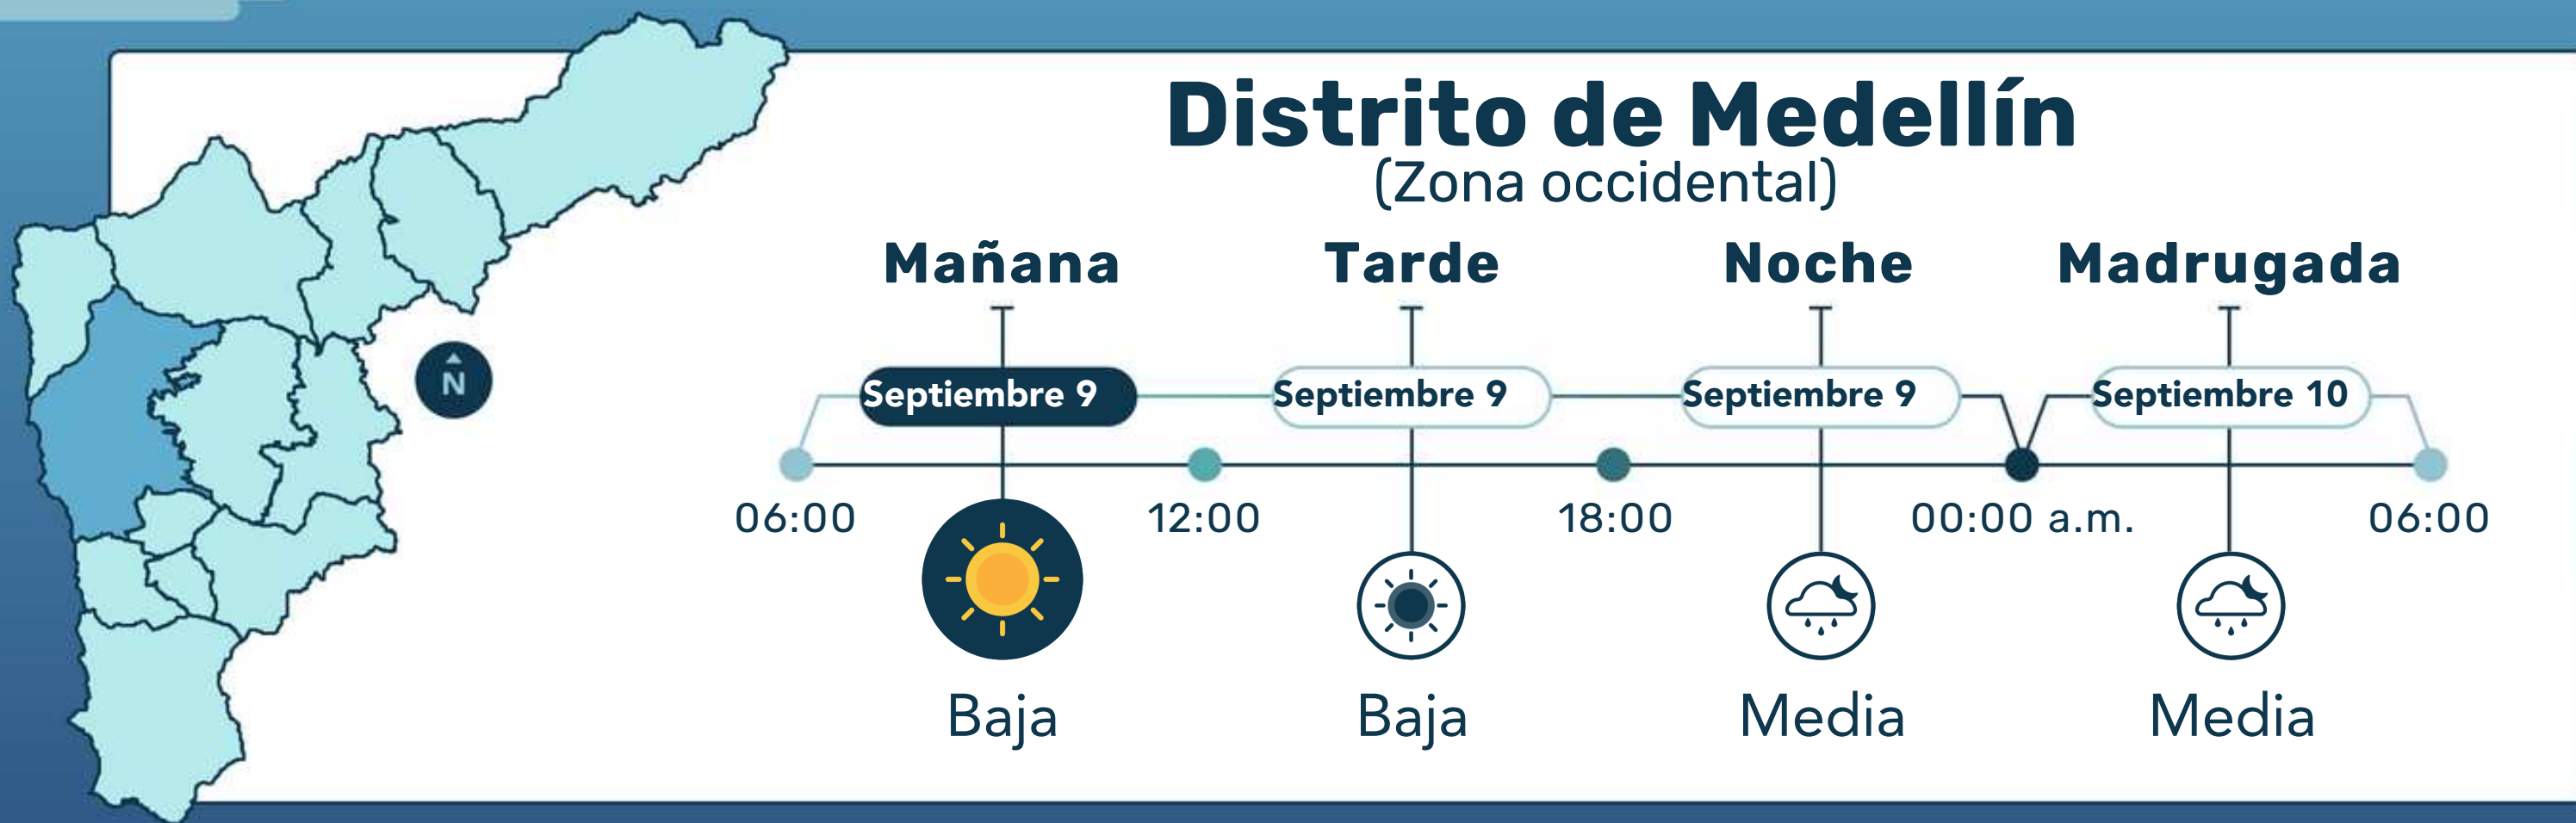 Distrito de Medellín
(Zona occidental)
Mañana Tarde Noche Madrugada
N
Septiembre 9 Septiembre 9 Septiembre 9 Septiembre 10
06:00 12:00 18:00 00:00 a.m. 06:00
Baja Baja Media Media